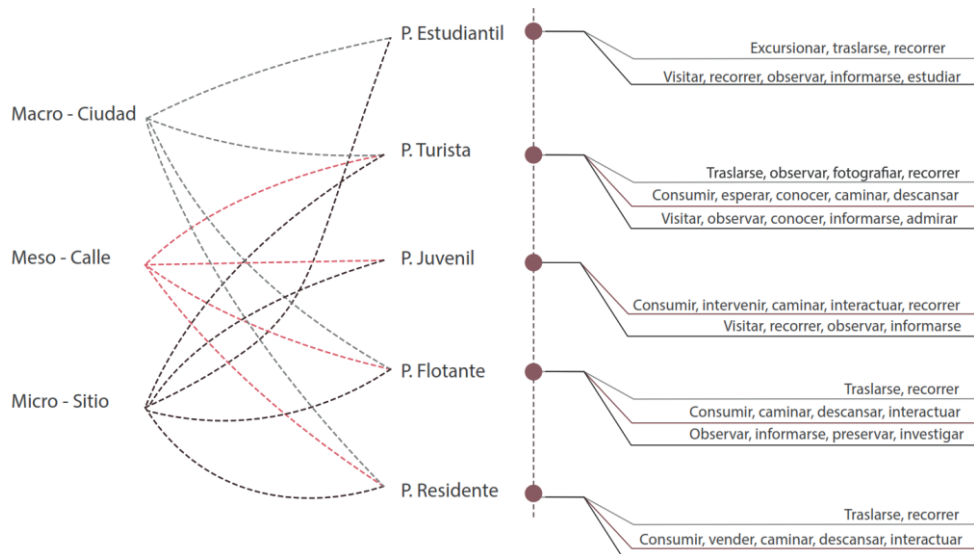 P. Estudiantil
Excursionar, traslarse, recorrer
Visitar, recorrer, observar, informarse, estudiar
Macro - Ciudad
P. Turista
Traslarse, observar, fotografiar, recorrer
Consumir, esperar, conocer, caminar, descansar
Visitar, observar, conocer, informarse, admirar
Meso - Calle
P. Juvenil
Consumir, intervenir, caminar, interactuar, recorrer
Visitar, recorrer, observar, informarse
Micro - Sitio
P. Flotante
Traslarse, recorrer
Consumir, caminar, descansar, interactuar
Observar, informarse, preservar, investigar
P. Residente
Traslarse, recorrer
Consumir, vender, caminar, descansar, interactuar